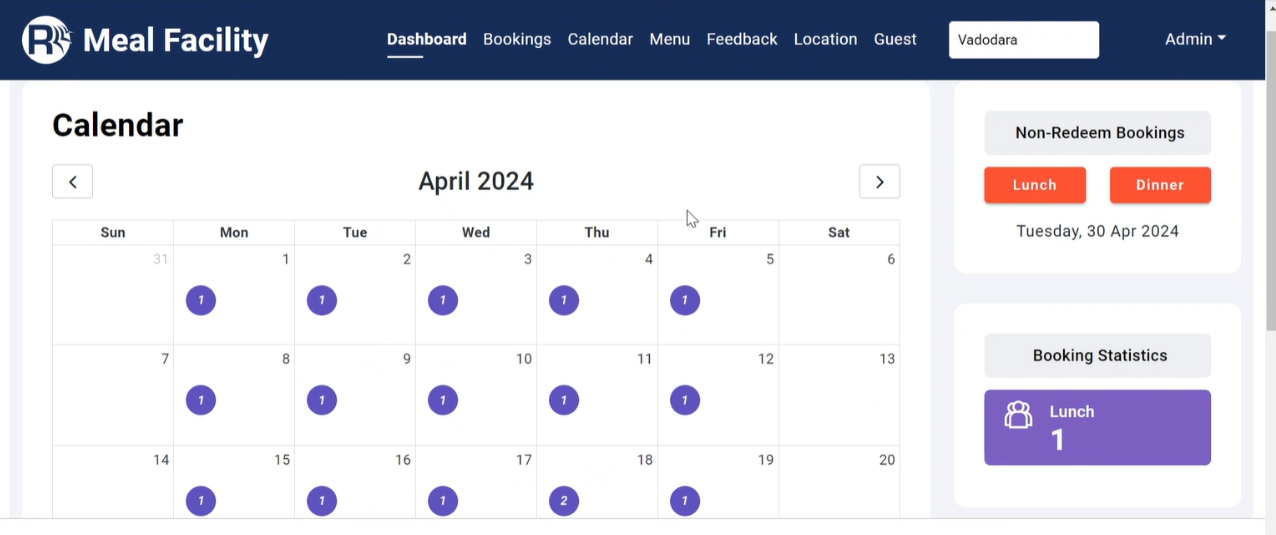 R Meal Facility Dashboard Bookings Calendar Menu Feedback Location Guest Vadodara Admin
Calendar
April 2024
Sun Mon Tue Wed Thu Fri Sat
31 1 2 3 4 5 6
1 1 1 1 1
7 8 9 10 11 12 13
1 1 1 1 1
14 15 16 17 18 19 20
1 1 1 2 1
Non-Redeem Bookings
Lunch Dinner
Tuesday, 30 Apr 2024
Booking Statistics
Lunch
1